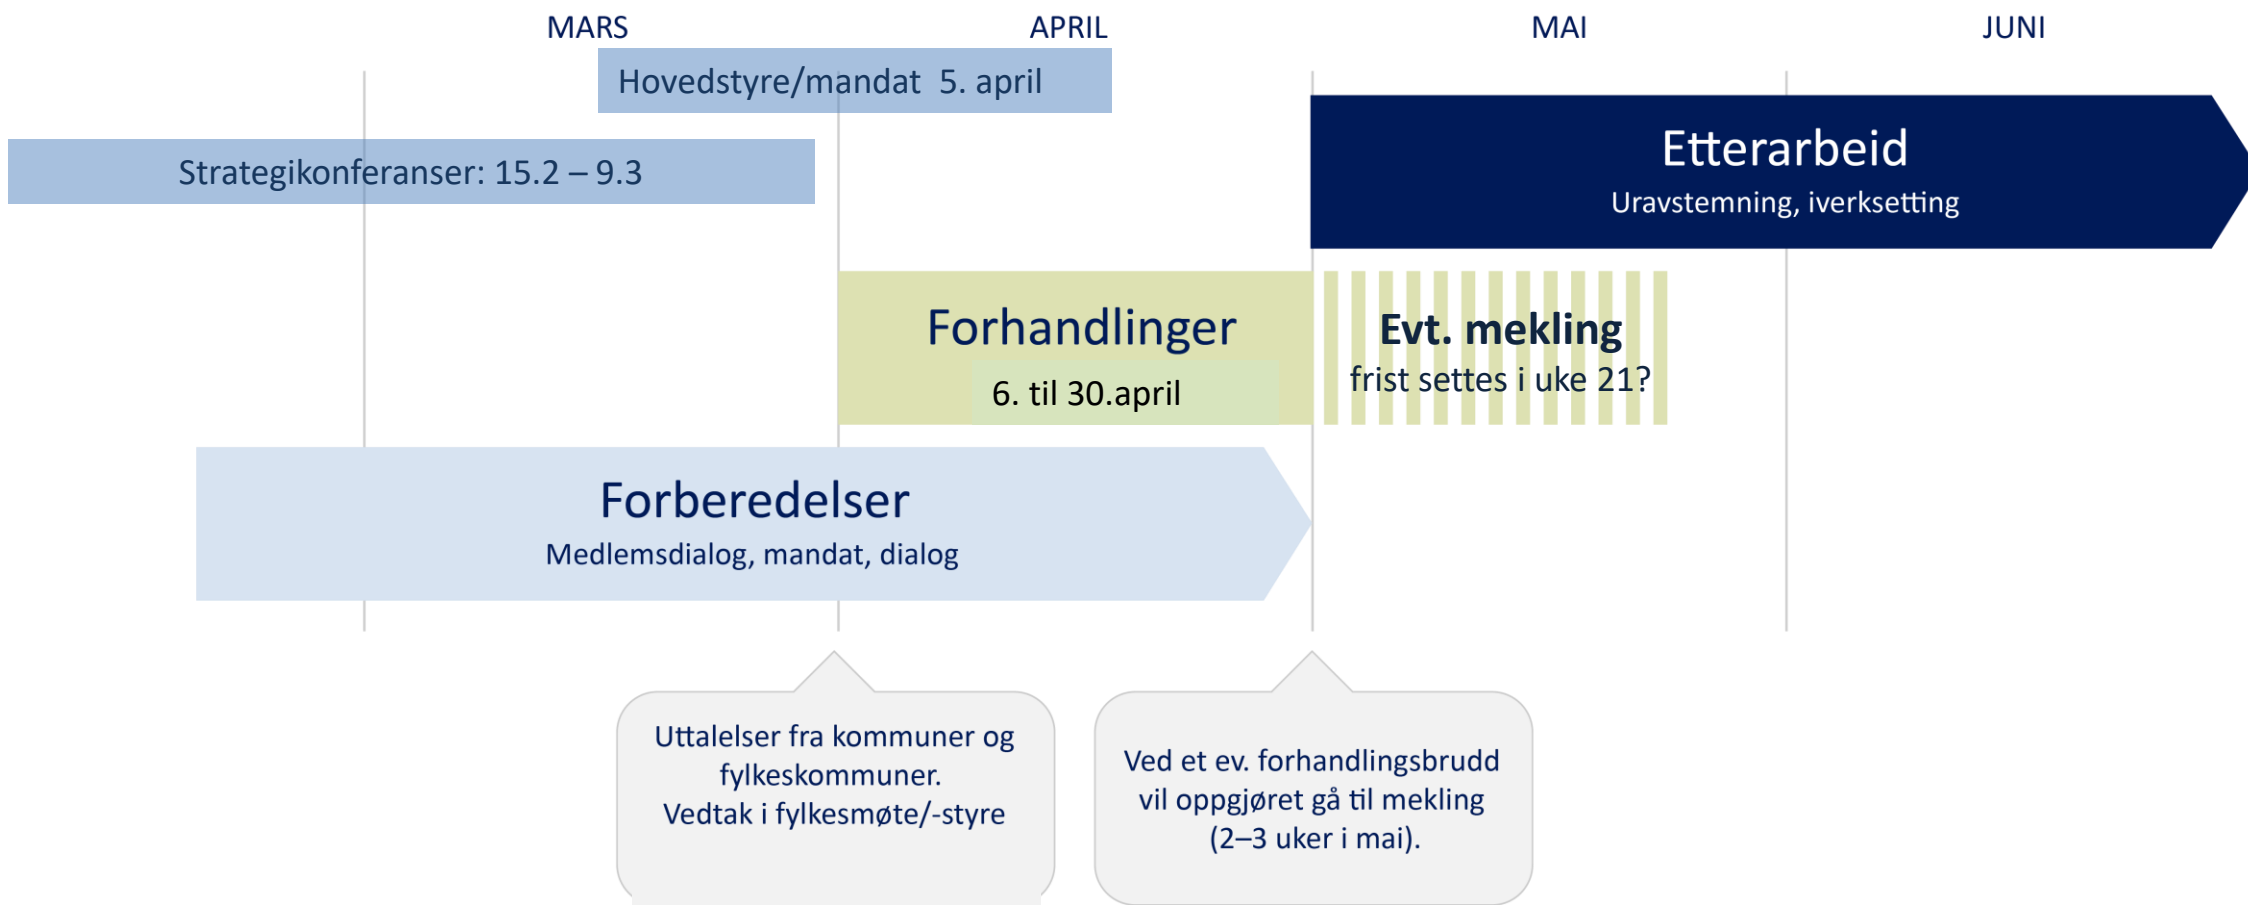 MARS
APRIL
MAI
JUNI
Hovedstyre/mandat  5. april
Strategikonferanser: 15.2 – 9.3
Etterarbeid
Uravstemning, iverksetting
Forhandlinger
6. til 30.april
Evt. mekling
frist settes i uke 21?
Forberedelser
Medlemsdialog, mandat, dialog
Uttalelser fra kommuner og
fylkeskommuner.
Vedtak i fylkesmøte/-styre
Ved et ev. forhandlingsbrudd
vil oppgjøret gå til mekling
(2–3 uker i mai).